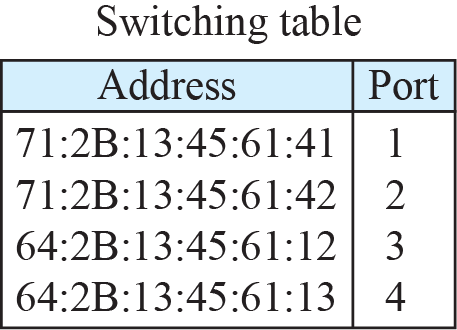 Switching table
Address Port
71:2B:13:45:61:41 1
71:2B:13:45:61:42 2
64:2B:13:45:61:12 3
64:2B:13:45:61:13 4